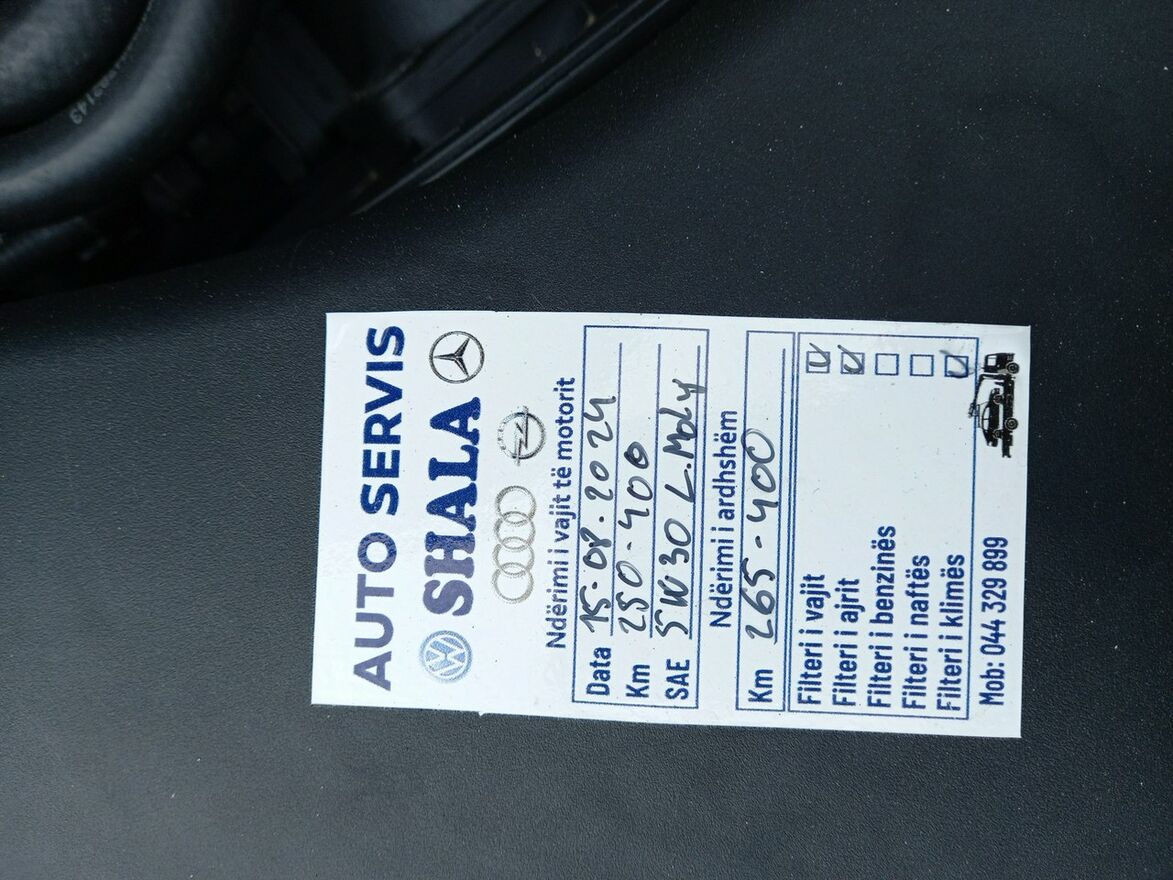 AUTO SERVIS
SHALA
Ndërimi i vajit të motorit
Data 15-08-2024
Km 250-400
SAE 5W30 L.Moly
Ndërimi i ardhshëm
Km 265-400
Filteri i vajit
Filteri i ajrit
Filteri i benzinës
Filteri i naftës
Filteri i klimës
Mob: 044 329 899